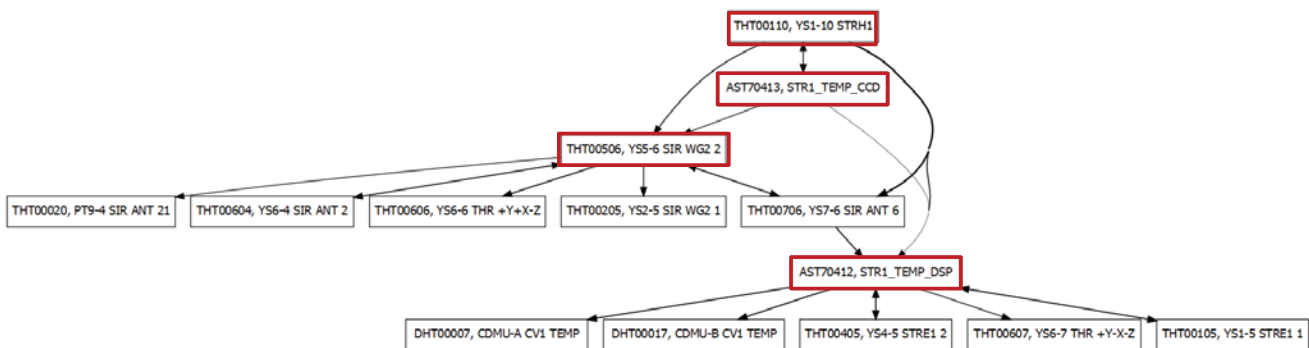 THT00110, YS1-10 STRH1
AST70413, STR1_TEMP_CCD
THT00506, YS5-6 SIR WG2 2
THT00020, PT9-4 SIR ANT 21
THT00604, YS6-4 SIR ANT 2
THT00606, YS6-6 THR +Y+X-Z
THT00205, YS2-5 SIR WG2 1
THT00706, YS7-6 SIR ANT 6
AST70412, STR1_TEMP_DSP
DHT00007, CDMU-A CV1 TEMP
DHT00017, CDMU-B CV1 TEMP
THT00405, YS4-5 STRE1 2
THT00607, YS6-7 THR +Y-X-Z
THT00105, YS1-5 STRE1 1